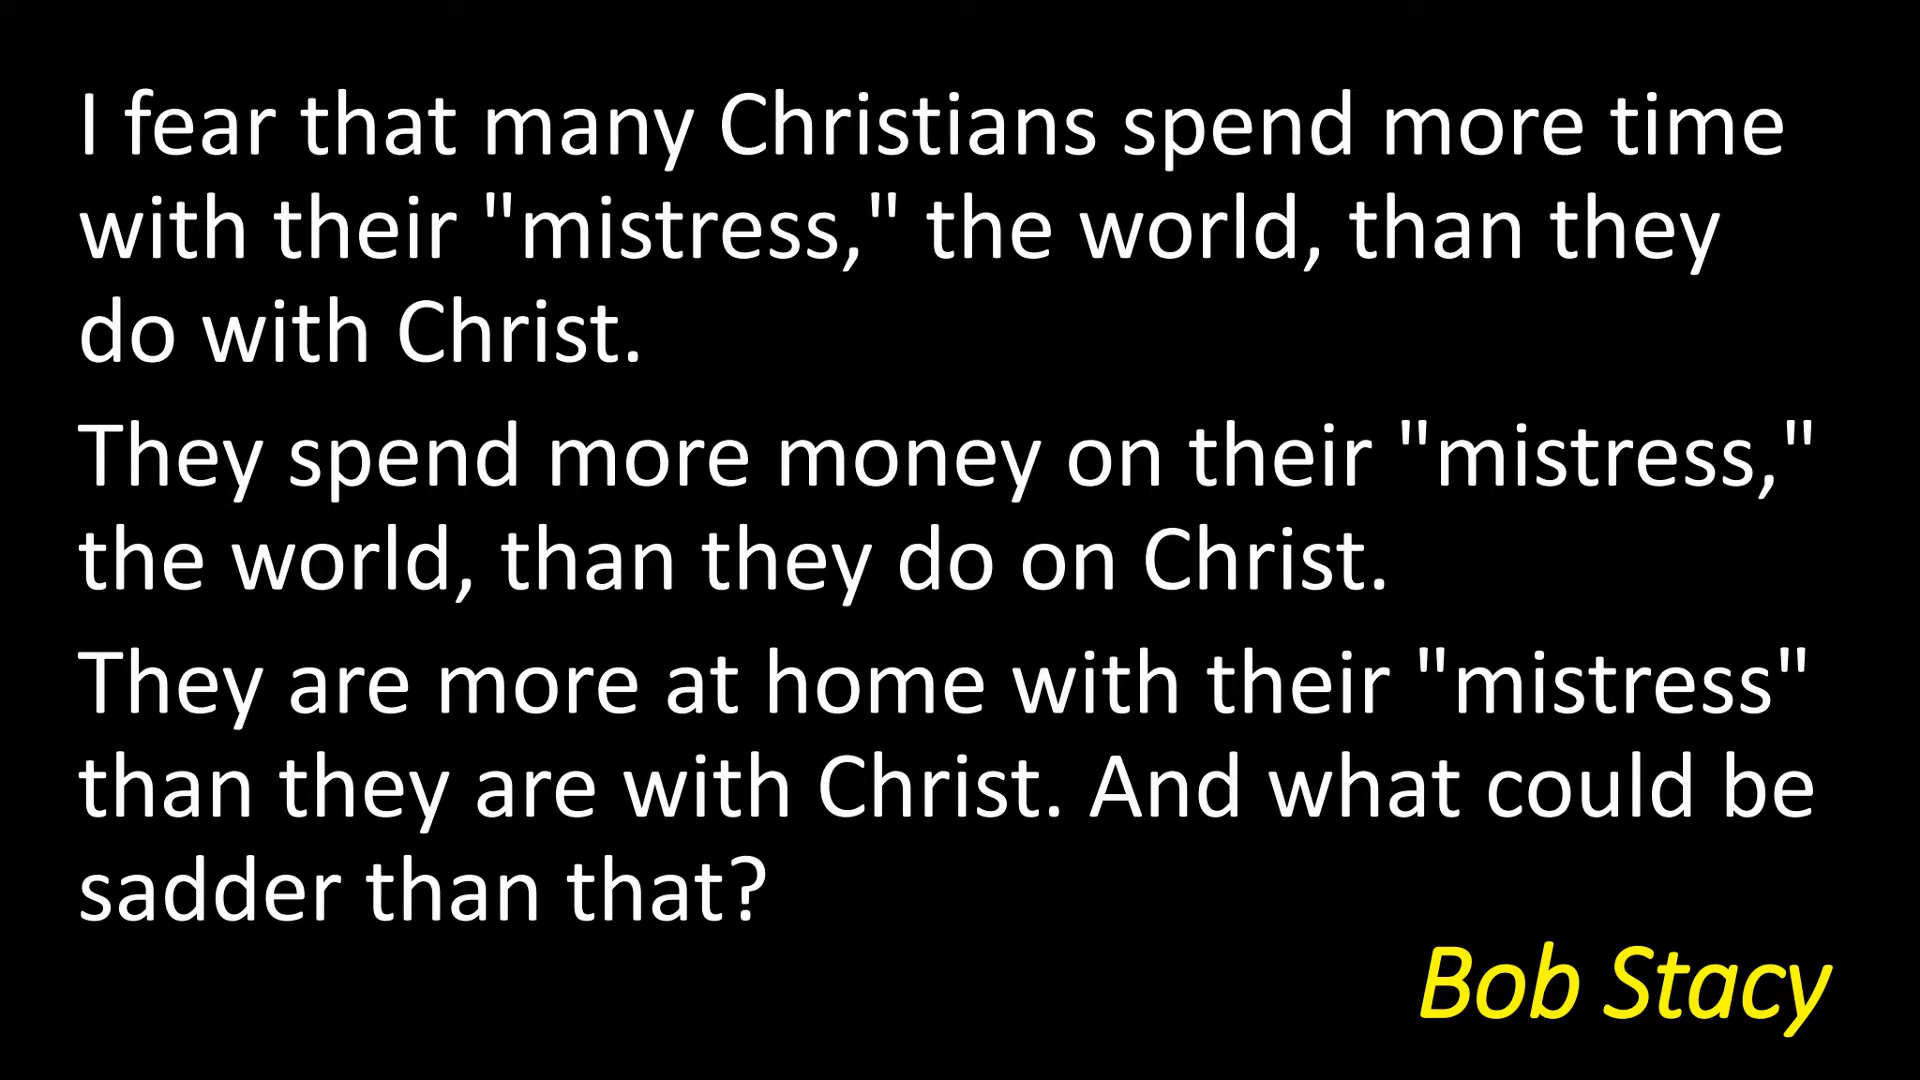 I fear that many Christians spend more time
with their "mistress," the world, than they
do with Christ.
They spend more money on their "mistress,"
the world, than they do on Christ.
They are more at home with their "mistress"
than they are with Christ. And what could be
sadder than that?
Bob Stacy